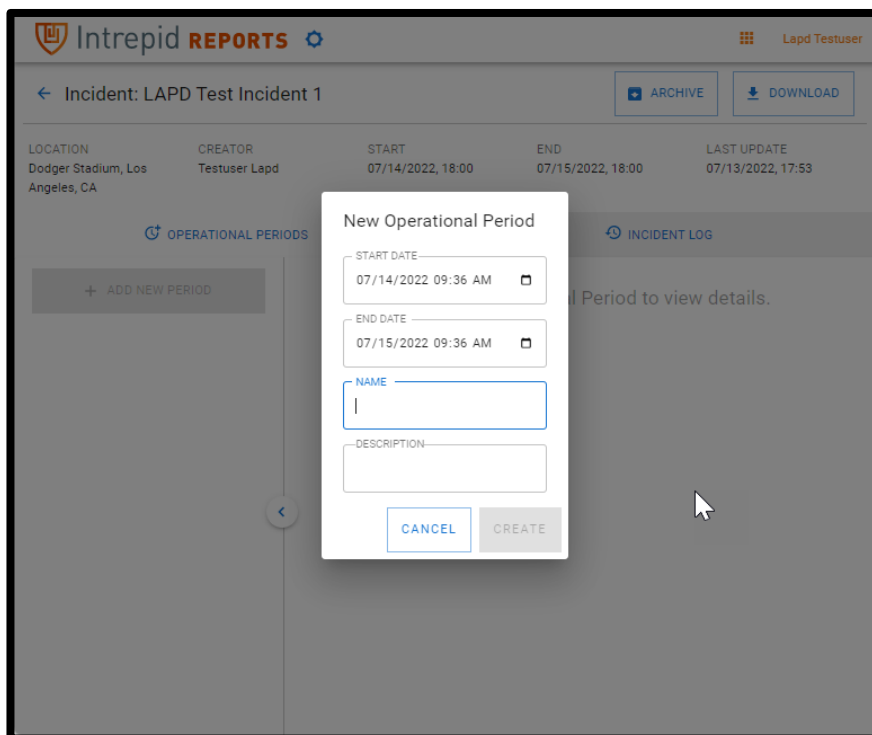 Intrepid REPORTS
Lapd Testuser
Incident: LAPD Test Incident 1
ARCHIVE
DOWNLOAD
LOCATION
Dodger Stadium, Los
Angeles, CA
CREATOR
Testuser Lapd
START
07/14/2022, 18:00
END
07/15/2022, 18:00
LAST UPDATE
07/13/2022, 17:53
OPERATIONAL PERIODS
INCIDENT LOG
+ ADD NEW PERIOD
l Period to view details.
New Operational Period
START DATE
07/14/2022 09:36 AM
END DATE
07/15/2022 09:36 AM
NAME
DESCRIPTION
CANCEL
CREATE